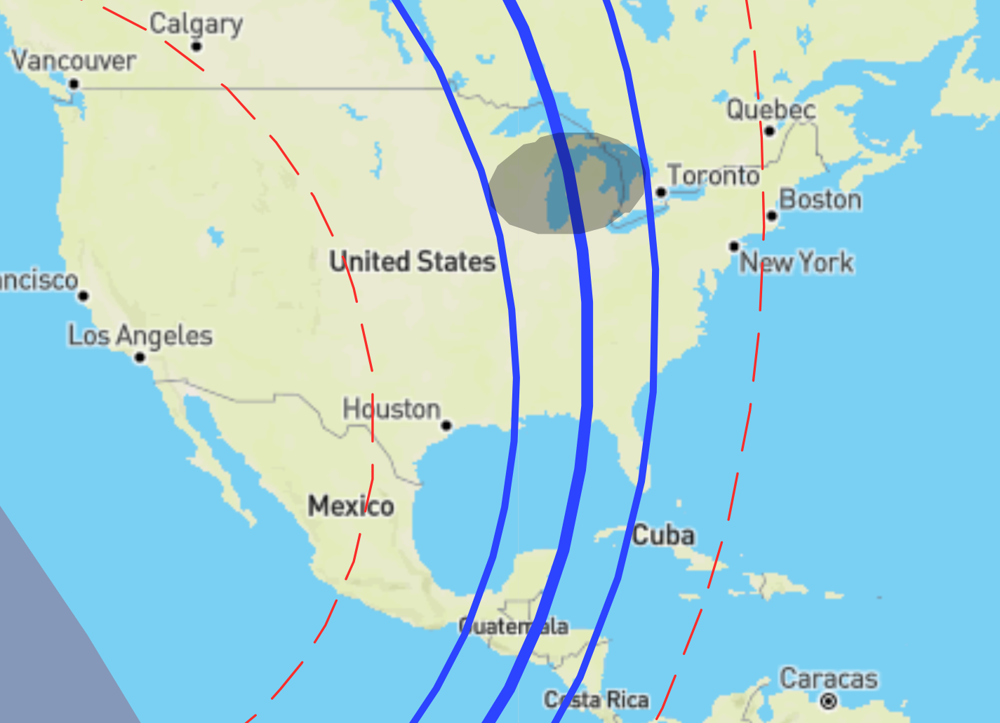 Calgary
Vancouver
Quebec
Toronto
Boston
United States
New York
ncisco
Los Angeles
Houston
Mexico
Cuba
Guatemala
Caracas
Costa Rica